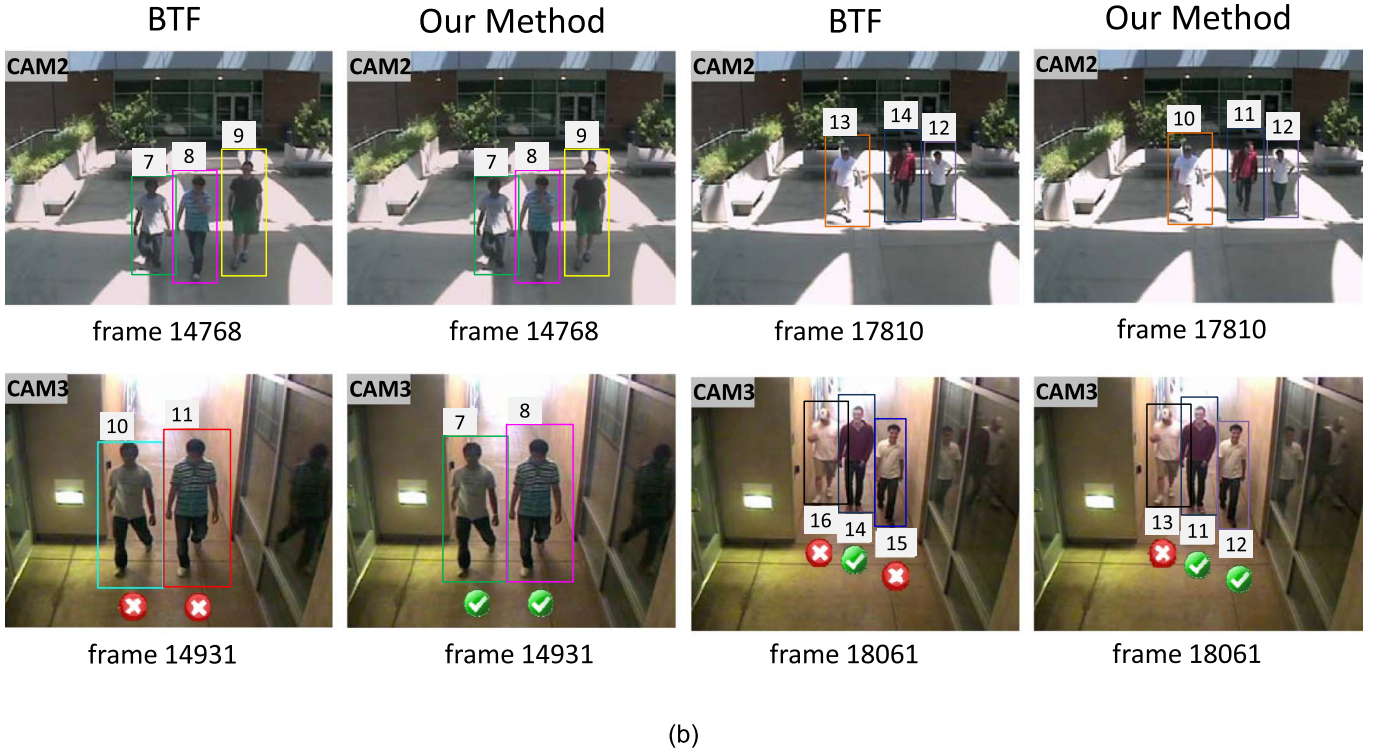 BTF Our Method BTF Our Method
CAM2 CAM2 CAM2 CAM2
7 8 9 7 8 9 13 14 12 10 11 12
frame 14768 frame 14768 frame 17810 frame 17810
CAM3 CAM3 CAM3 CAM3
10 11 7 8 16 14 15 13 11 12
frame 14931 frame 14931 frame 18061 frame 18061
(b)